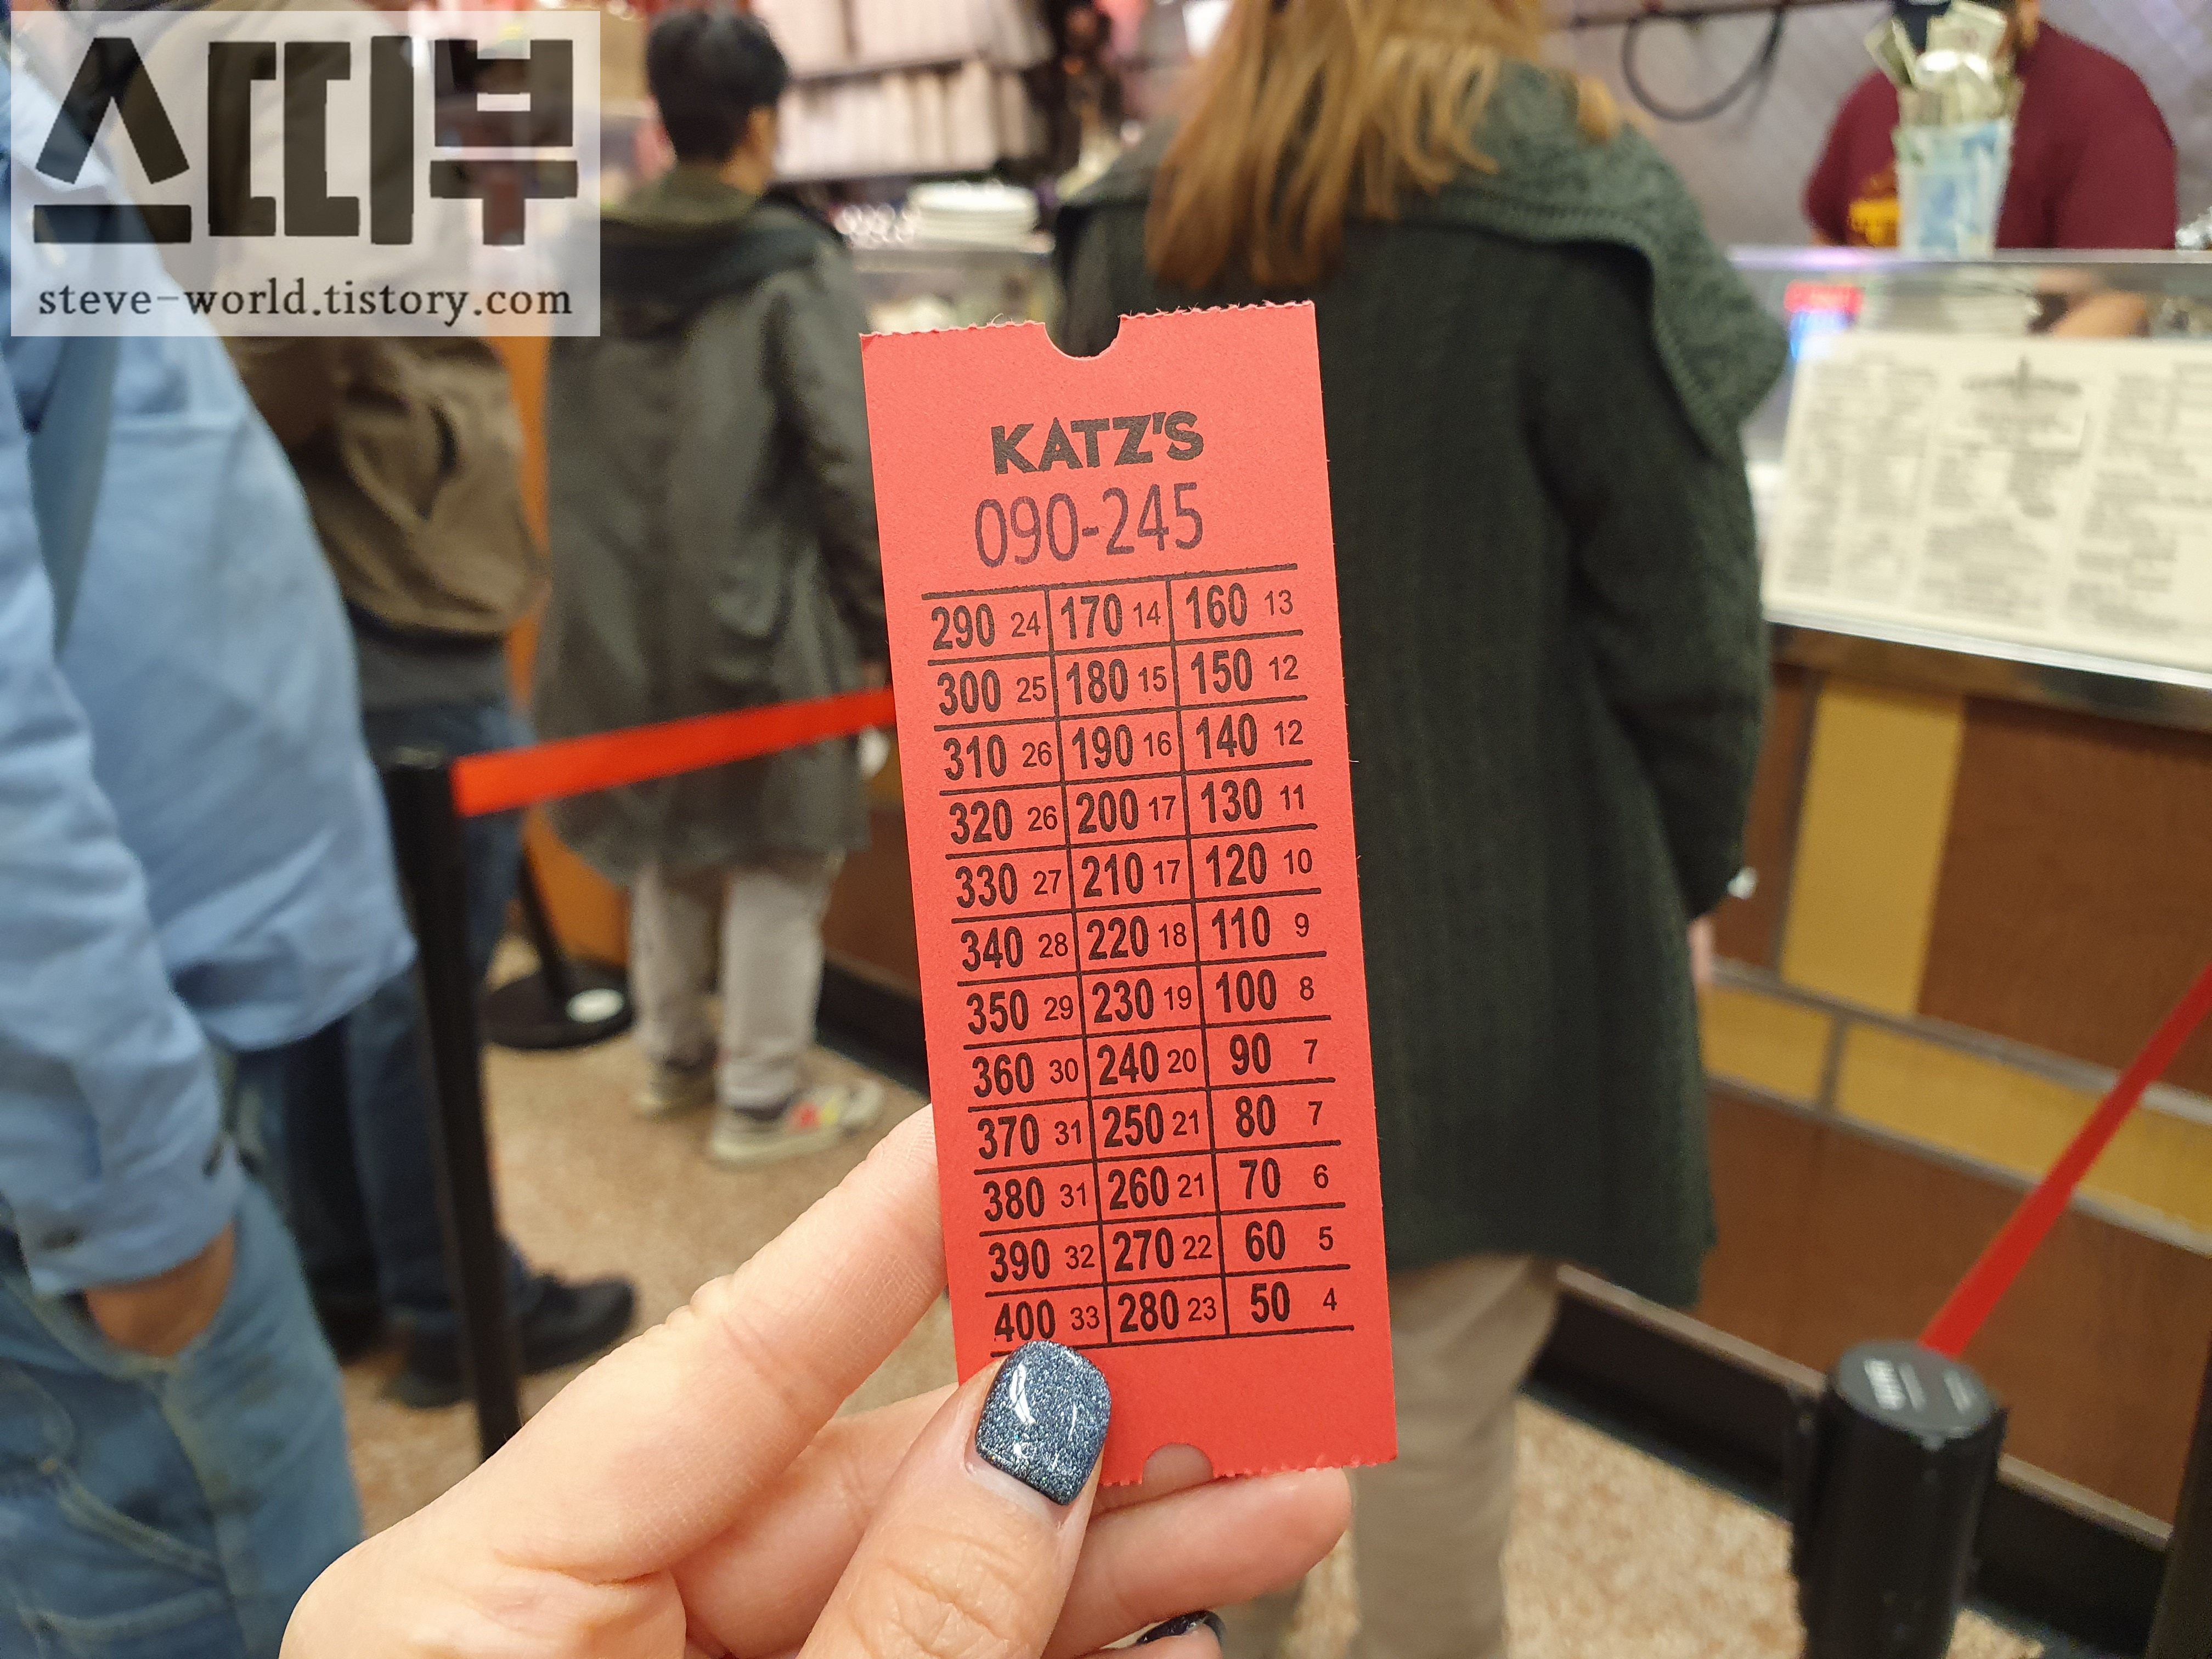 스띠부
steve-world.tistory.com
KATZ'S
090-245
290 24 170 14 160 13
300 25 180 15 150 12
310 26 190 16 140 12
320 26 200 17 130 11
330 27 210 17 120 10
340 28 220 18 110 9
350 29 230 19 100 8
360 30 240 20 90 7
370 31 250 21 80 7
380 31 260 21 70 6
390 32 270 22 60 5
400 33 280 23 50 4